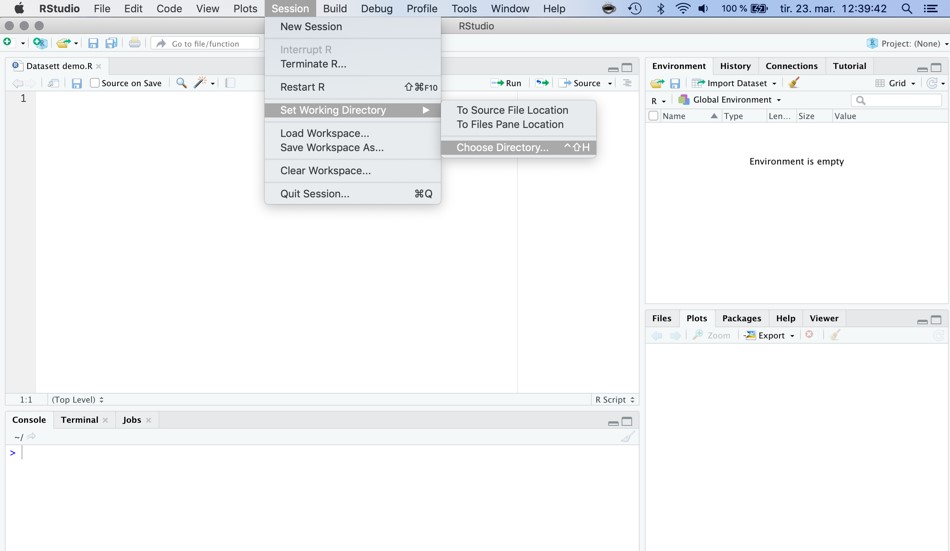 RStudio File Edit Code View Plots Session Build Debug Profile Tools Window Help 100 % tir. 23. mar. 12:39:42
RStudio
Go to file/function
Project: (None)
Datasett demo.R
Source on Save
Run
Source
1
1:1 (Top Level)
R Script
New Session
Interrupt R
Terminate R...
Restart R ⇧⌘F10
Set Working Directory ▶
Load Workspace...
Save Workspace As...
Clear Workspace...
Quit Session... ⌘Q
To Source File Location
To Files Pane Location
Choose Directory... ^⇧H
Console Terminal Jobs
~/
>
Environment History Connections Tutorial
Import Dataset
Grid
R Global Environment
Name Type Len... Size Value
Environment is empty
Files Plots Packages Help Viewer
Zoom Export